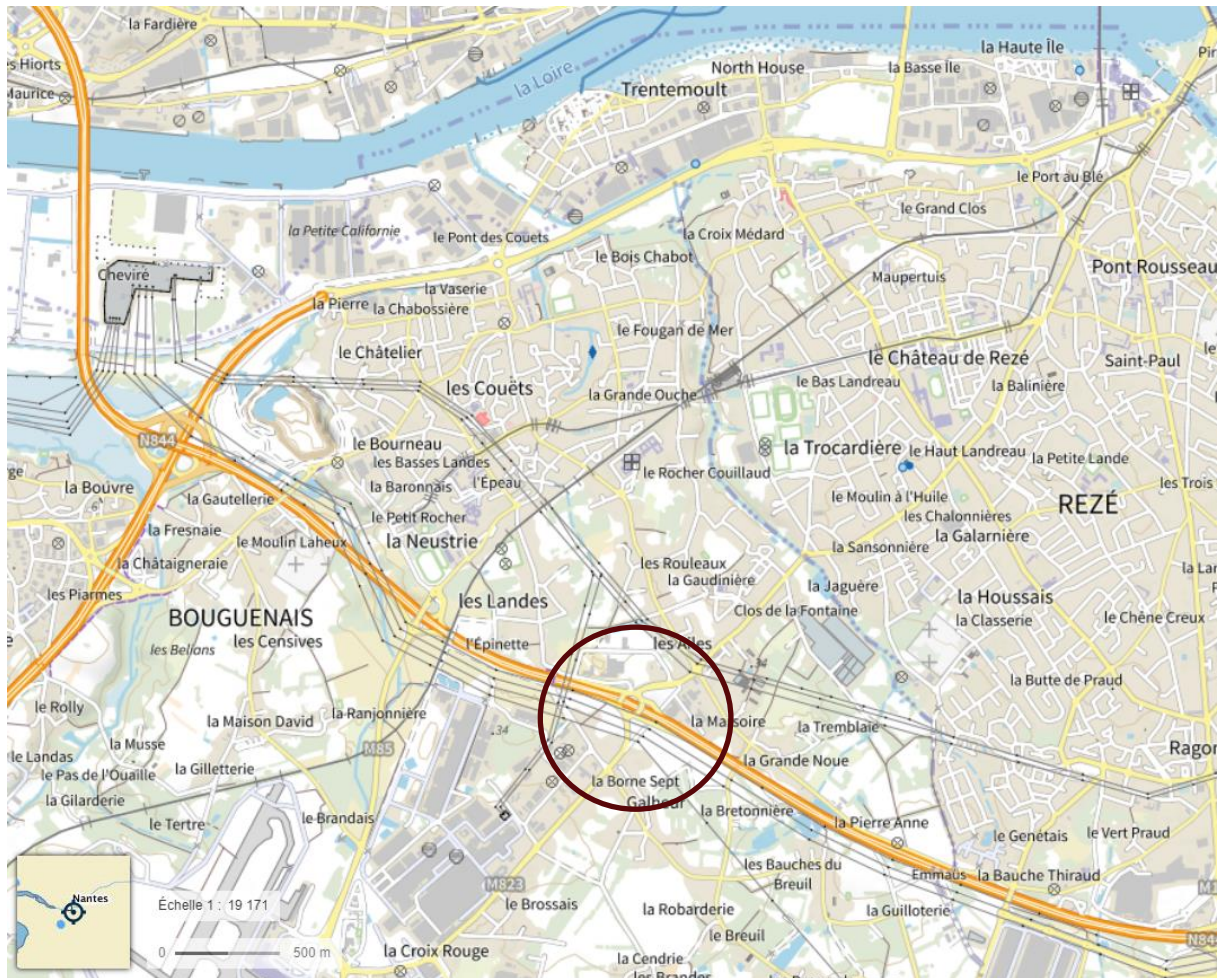 la Fardière
es Hiorts
Maurice
la Loire
Trentemoult
North House
la Basse Île
la Haute Île
le Port au Blé
la Petite Californie
le Pont des Couets
la Croix Médard
le Grand Clos
le Bois Chabot
Maupertuis
Pont Rousseau
Cheviré
la Vaserie
la Pierre
la Chabossière
le Fougan de Mer
le Châtelier
le Château de Rezé
Saint-Paul
les Couëts
la Grande Ouche
le Bas Landreau
la Balinière
N844
le Bourneau
les Basses Landes
la Trocardière
le Haut Landreau
la Bouvre
la Baronnais
l'Épeau
le Rocher Couillaud
la Petite Lande
les Trois
la Gautellerie
le Petit Rocher
le Moulin à l'Huile
REZÉ
la Fresnaie
le Moulin Laheux
la Neustrie
les Chalonnières
la Galarnière
la Châtaigneraie
les Rouleaux
la Sansonnière
les Piarmes
la Gaudinière
la Jaguère
BOUGUENAIS
les Landes
Clos de la Fontaine
la Houssais
le Chêne Creux
les Censives
la Classerie
les Belians
l'Épinette
les Ailes
34
la Butte de Praud
le Rolly
la Maison David
la Ranjonnière
34
la Maisoire
la Tremblaie
la Musse
M85
Ragon
le Landas
le Pas de l'Ouaille
la Gilletterie
la Grande Noue
la Gilarderie
la Borne Sept
Galheur
la Bretonnière
le Tertre
le Brandais
la Pierre Anne
le Genétais
le Vert Praud
les Bauches du
Breuil
Emmaüs
la Bauche Thiraud
Nantes
Échelle 1 : 19 171
M823
le Brossais
la Robarderie
la Guilloterie
0 500 m
la Croix Rouge
le Breuil
N844
la Cendrie
les Brandes